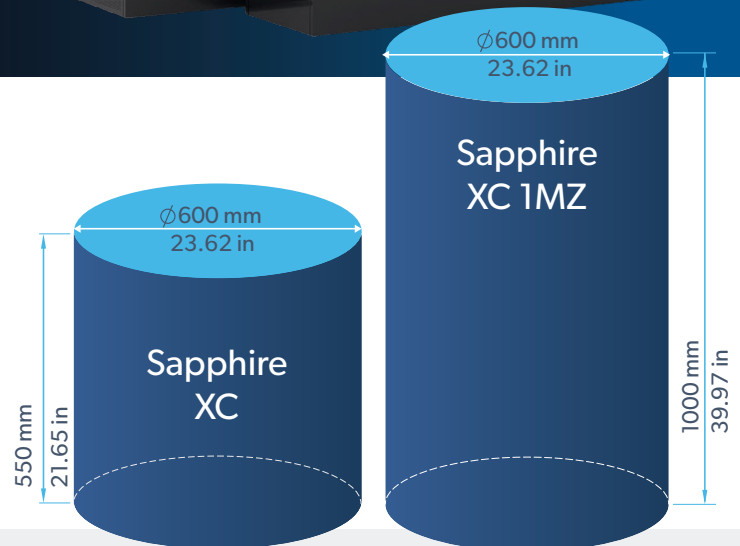 ∅600 mm
23.62 in
Sapphire
XC 1MZ
1000 mm
39.97 in
∅600 mm
23.62 in
Sapphire
XC
550 mm
21.65 in